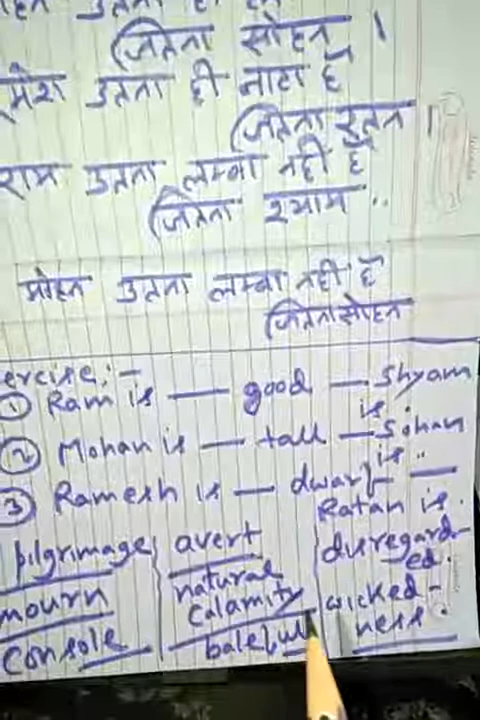 जितना सोहन ।
उतना ही नाटा है
जितना रतन ।
राम उतना लम्बा नहीं है
जितना श्याम ..
मोहन उतना लम्बा नहीं है
जितना सोहन
ercise:-
① Ram is — good — Shyam
is.
② Mohan is — tall — Sohan
is "
③ Ramesh is — dwarf —
Ratan is.
pilgrimage avert disregard-
ed.
mourn natural
calamity wicked-
ness.
console baleful